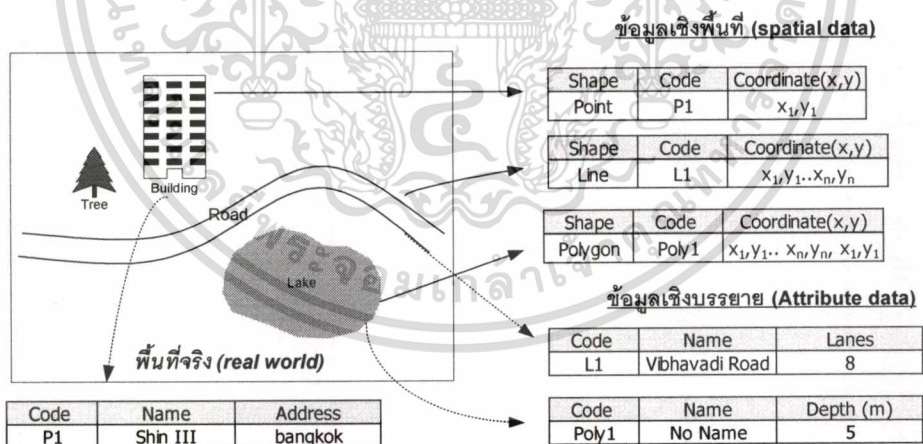 ข้อมูลเชิงพื้นที่ (spatial data)
Shape Code Coordinate(x,y)
Point P1 x1,y1
Shape Code Coordinate(x,y)
Line L1 x1,y1..xn,yn
Shape Code Coordinate(x,y)
Polygon Poly1 x1,y1.. xn,yn, x1,y1
Building
Tree
Road
Lake
พื้นที่จริง (real world)
ข้อมูลเชิงบรรยาย (Attribute data)
Code Name Lanes
L1 Vibhavadi Road 8
Code Name Address
P1 Shin III bangkok
Code Name Depth (m)
Poly1 No Name 5